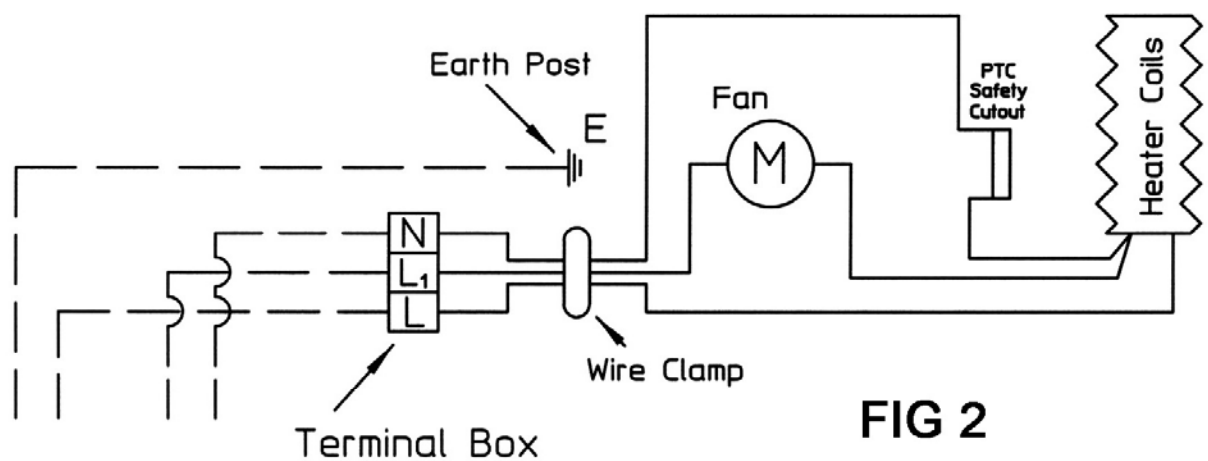 Earth Post
E
Fan
M
PTC
Safety
Cutout
Heater Coils
N
L₁
L
Wire Clamp
Terminal Box
FIG 2